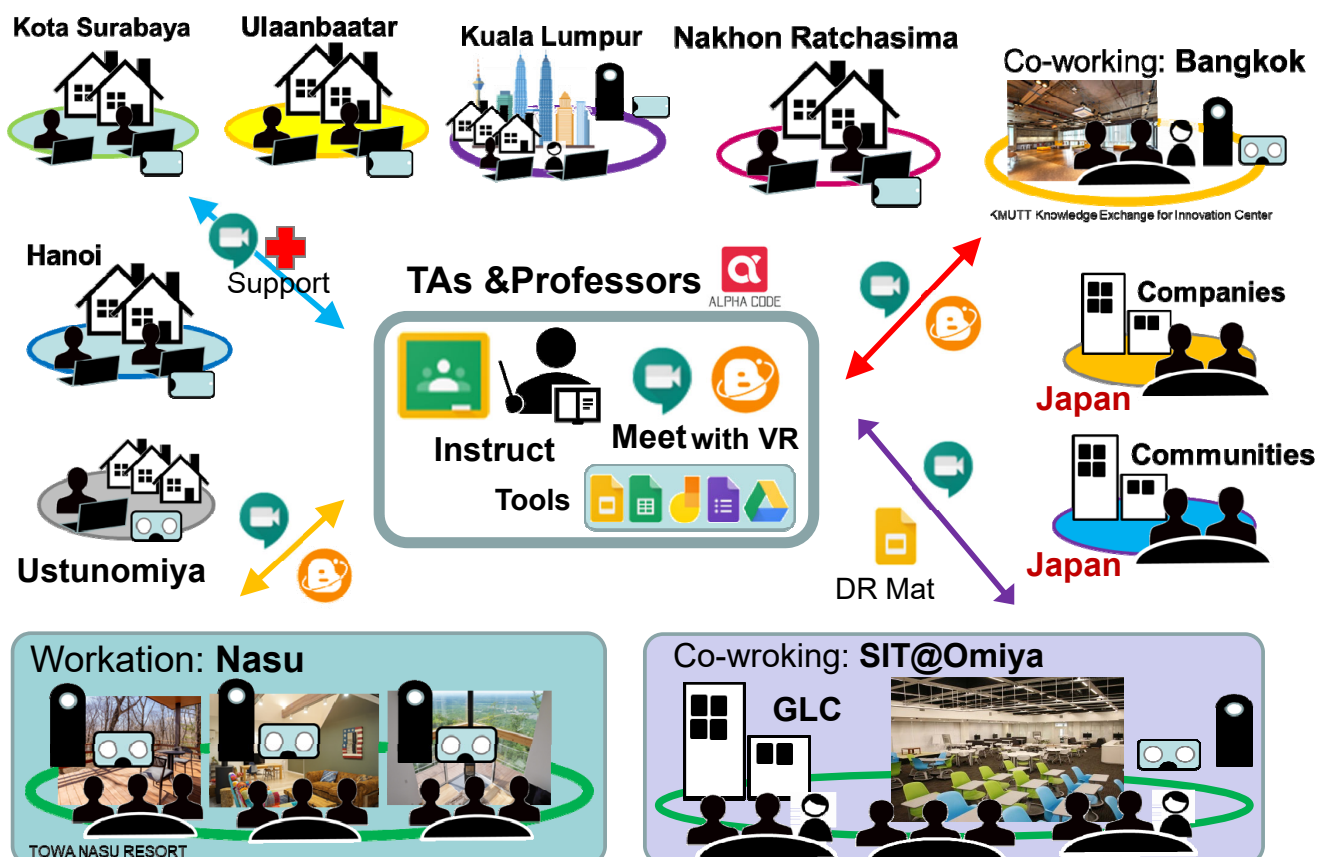 Kota Surabaya
Ulaanbaatar
Kuala Lumpur
Nakhon Ratchasima
Co-working: Bangkok
KMUTT Knowledge Exchange for Innovation Center
Hanoi
Support
TAs &Professors
ALPHA CODE
Companies
Japan
Instruct
Meet with VR
Tools
Communities
Japan
Ustunomiya
DR Mat
Workation: Nasu
TOWA NASU RESORT
Co-wroking: SIT@Omiya
GLC